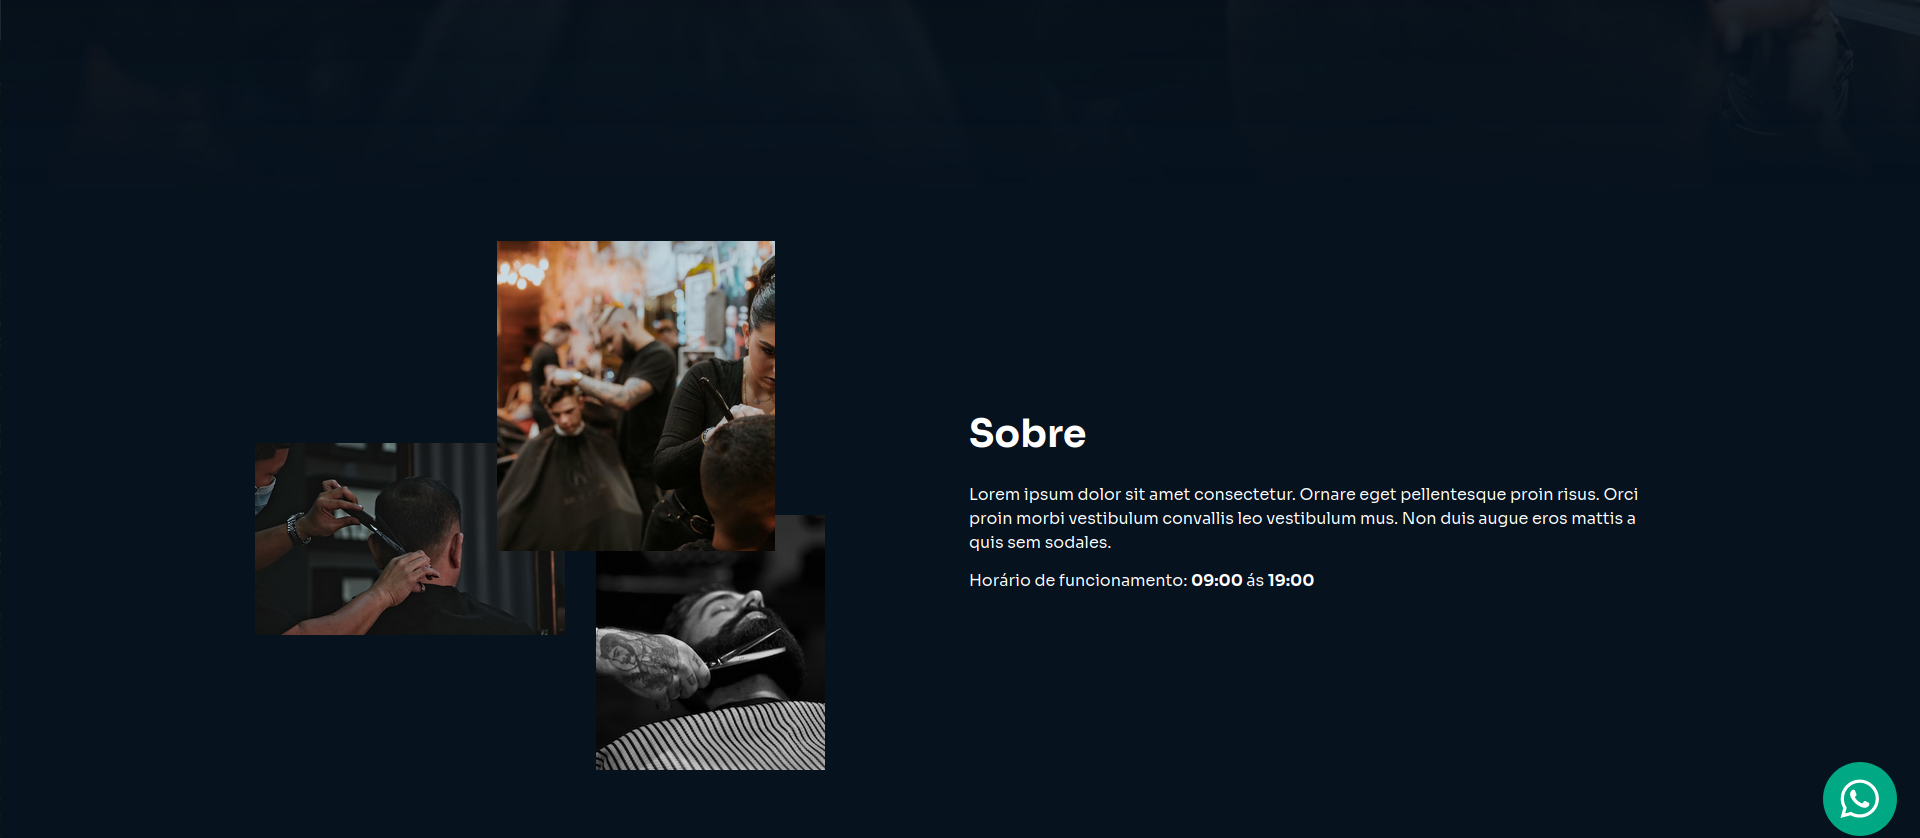 Sobre
Lorem ipsum dolor sit amet consectetur. Ornare eget pellentesque proin risus. Orci
proin morbi vestibulum convallis leo vestibulum mus. Non duis augue eros mattis a
quis sem sodales.
Horário de funcionamento: 09:00 ás 19:00